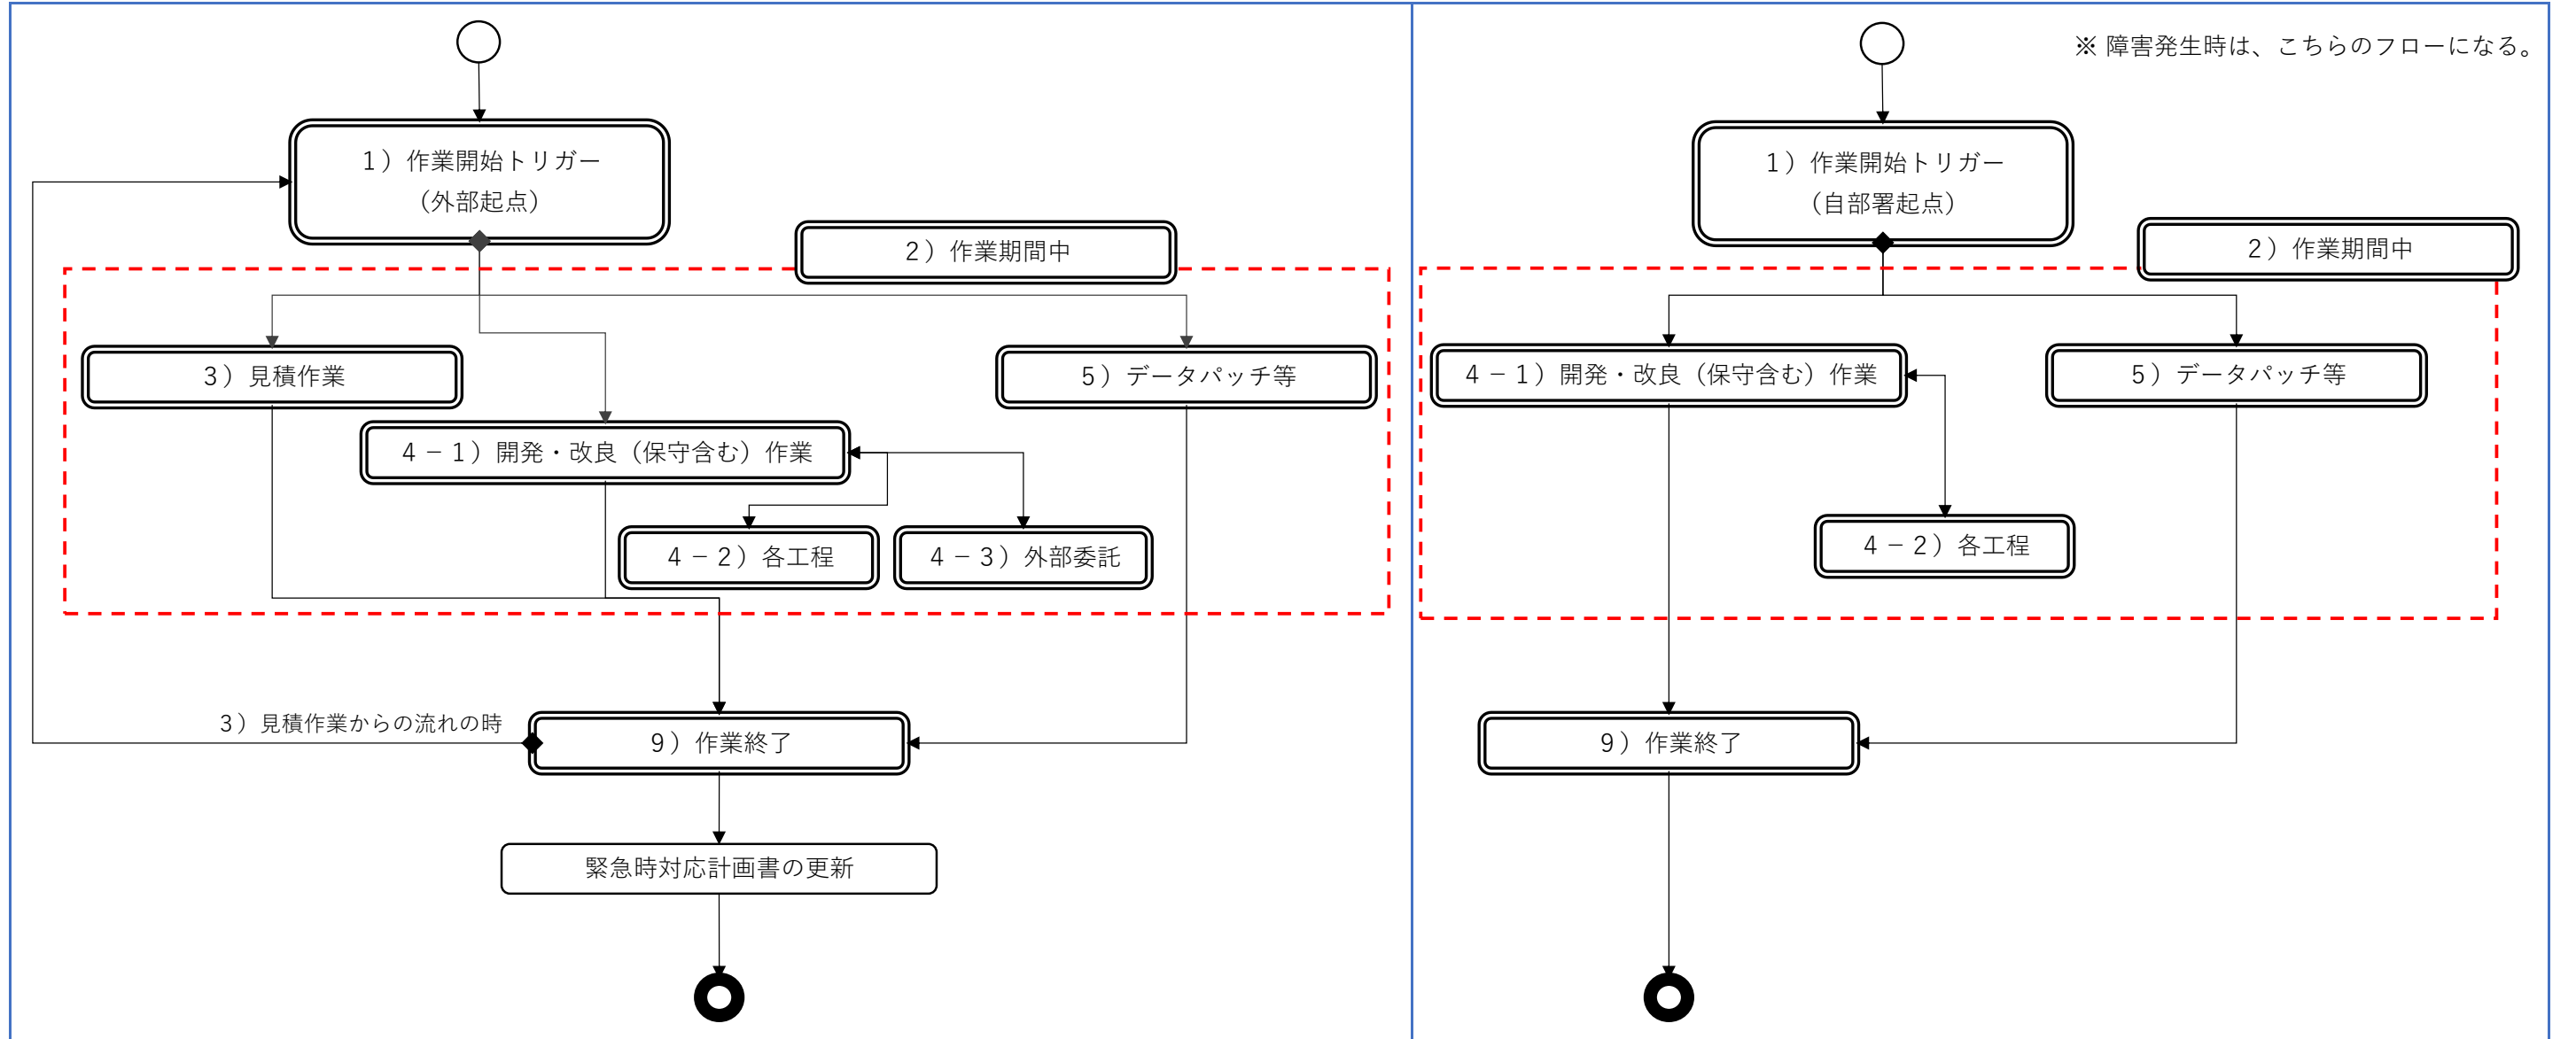 1）作業開始トリガー
（外部起点）
2）作業期間中
3）見積作業
5）データパッチ等
4－1）開発・改良（保守含む）作業
4－2）各工程
4－3）外部委託
3）見積作業からの流れの時
9）作業終了
緊急時対応計画書の更新
※ 障害発生時は、こちらのフローになる。
1）作業開始トリガー
（自部署起点）
2）作業期間中
4－1）開発・改良（保守含む）作業
5）データパッチ等
4－2）各工程
9）作業終了